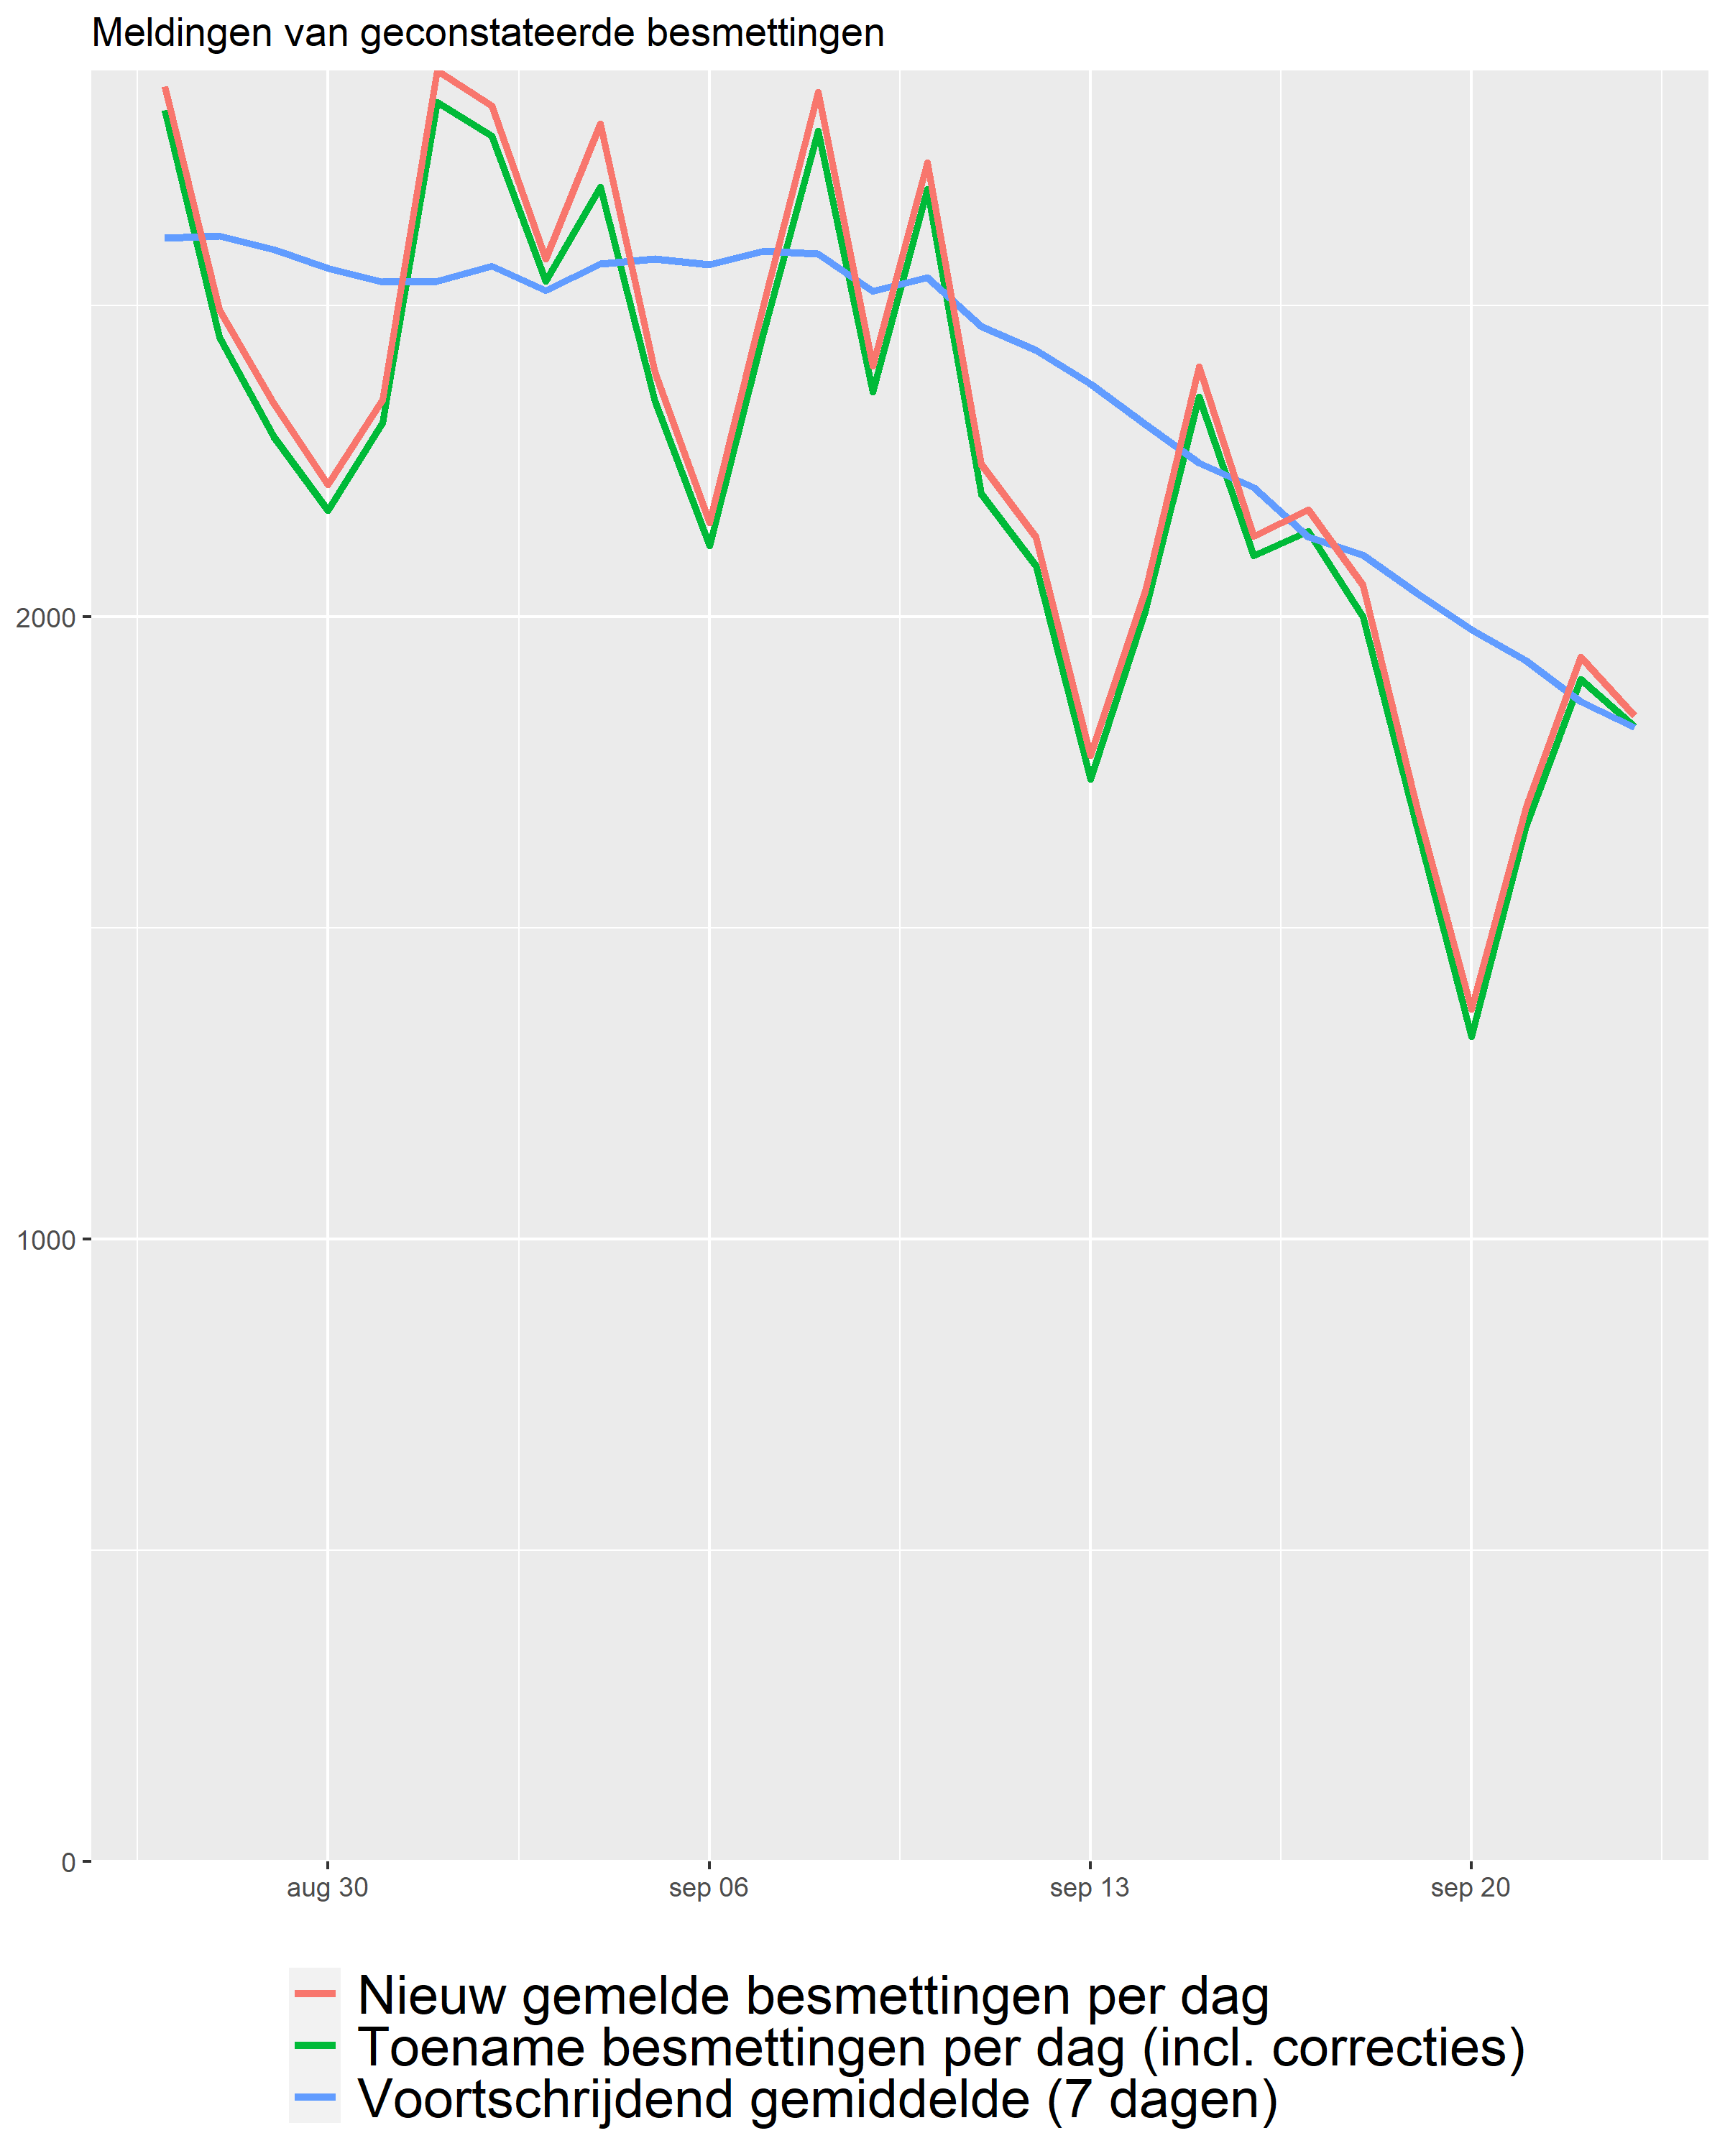 Meldingen van geconstateerde besmettingen
2000
1000
0
aug 30
sep 06
sep 13
sep 20
Nieuw gemelde besmettingen per dag
Toename besmettingen per dag (incl. correcties)
Voortschrijdend gemiddelde (7 dagen)